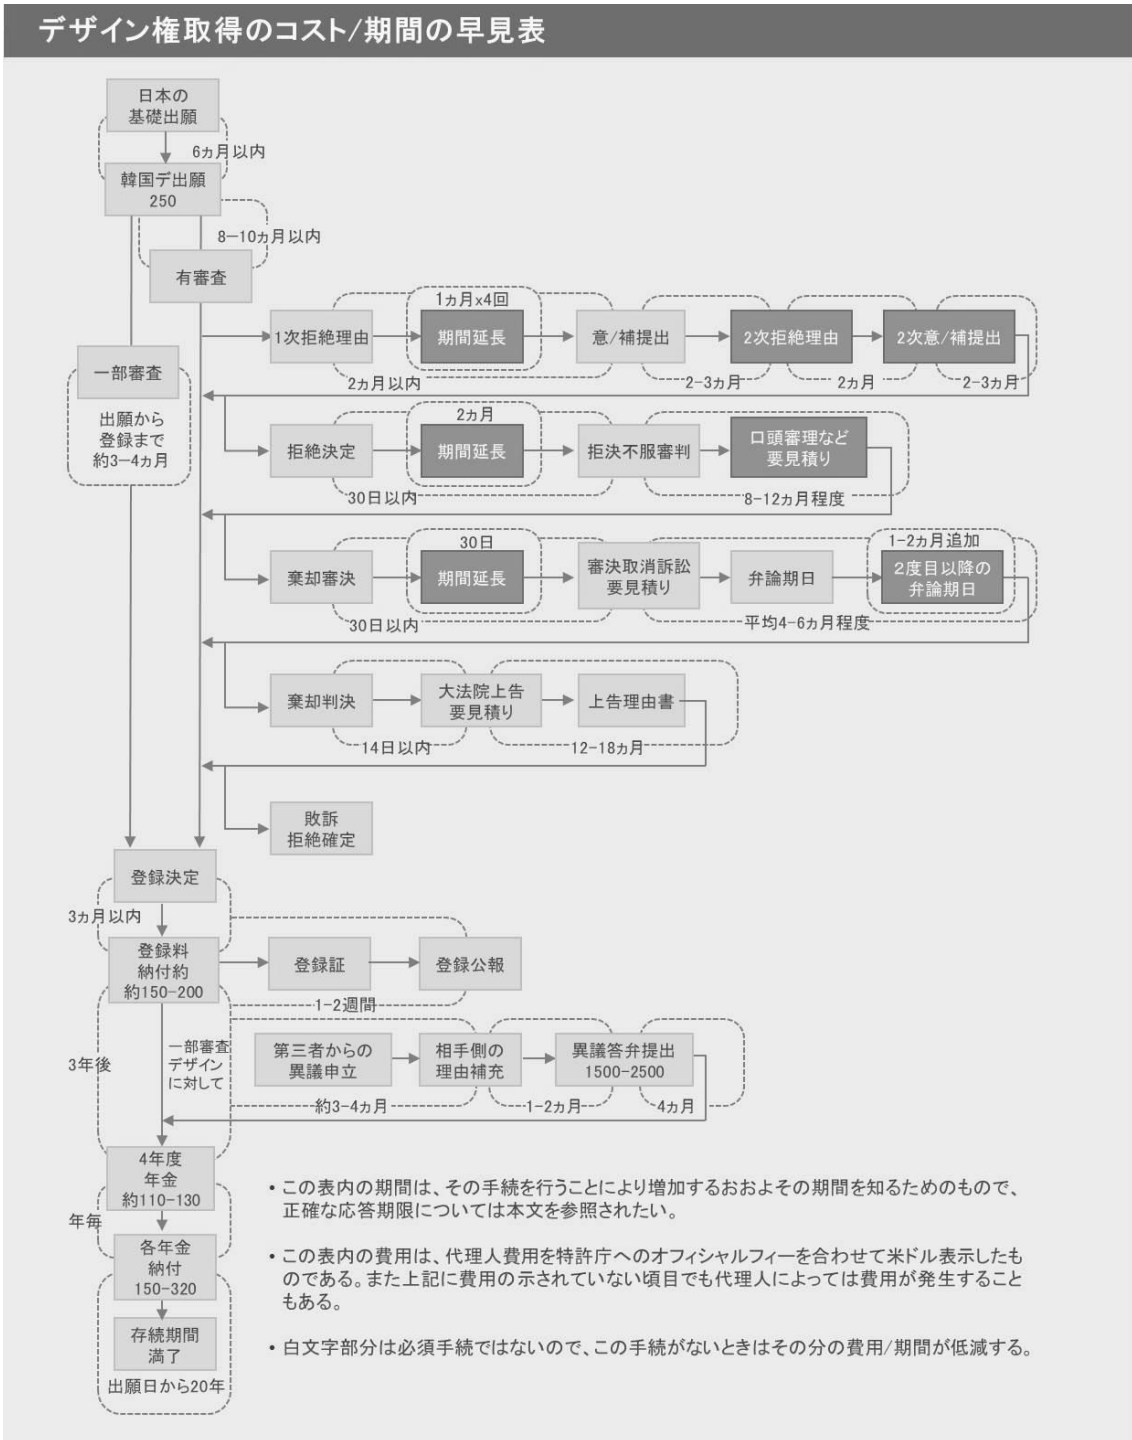 デザイン権取得のコスト/期間の早見表
日本の
基礎出願
6ヵ月以内
韓国デ出願
250
8-10ヵ月以内
有審査
1ヵ月x4回
1次拒絶理由
期間延長
意/補提出
2次拒絶理由
2次意/補提出
2ヵ月以内
2-3ヵ月
2ヵ月
2-3ヵ月
一部審査
出願から
登録まで
約3-4ヵ月
2ヵ月
拒絶決定
期間延長
拒決不服審判
口頭審理など
要見積り
30日以内
8-12ヵ月程度
30日
1-2ヵ月追加
棄却審決
期間延長
審決取消訴訟
要見積り
弁論期日
2度目以降の
弁論期日
30日以内
平均4-6ヵ月程度
棄却判決
大法院上告
要見積り
上告理由書
14日以内
12-18ヵ月
敗訴
拒絶確定
登録決定
3ヵ月以内
登録料
納付約
約150-200
登録証
登録公報
1-2週間
3年後
一部審査
デザイン
に対して
第三者からの
異議申立
相手側の
理由補充
異議答弁提出
1500-2500
約3-4ヵ月
1-2ヵ月
4ヵ月
4年度
年金
約110-130
年毎
各年金
納付
150-320
存続期間
満了
出願日から20年
• この表内の期間は、その手続を行うことにより増加するおおよその期間を知るためのもので、
正確な応答期限については本文を参照されたい。
• この表内の費用は、代理人費用を特許庁へのオフィシャルフィーを合わせて米ドル表示したも
のである。また上記に費用の示されていない項目でも代理人によっては費用が発生すること
もある。
• 白文字部分は必須手続ではないので、この手続がないときはその分の費用/期間が低減する。